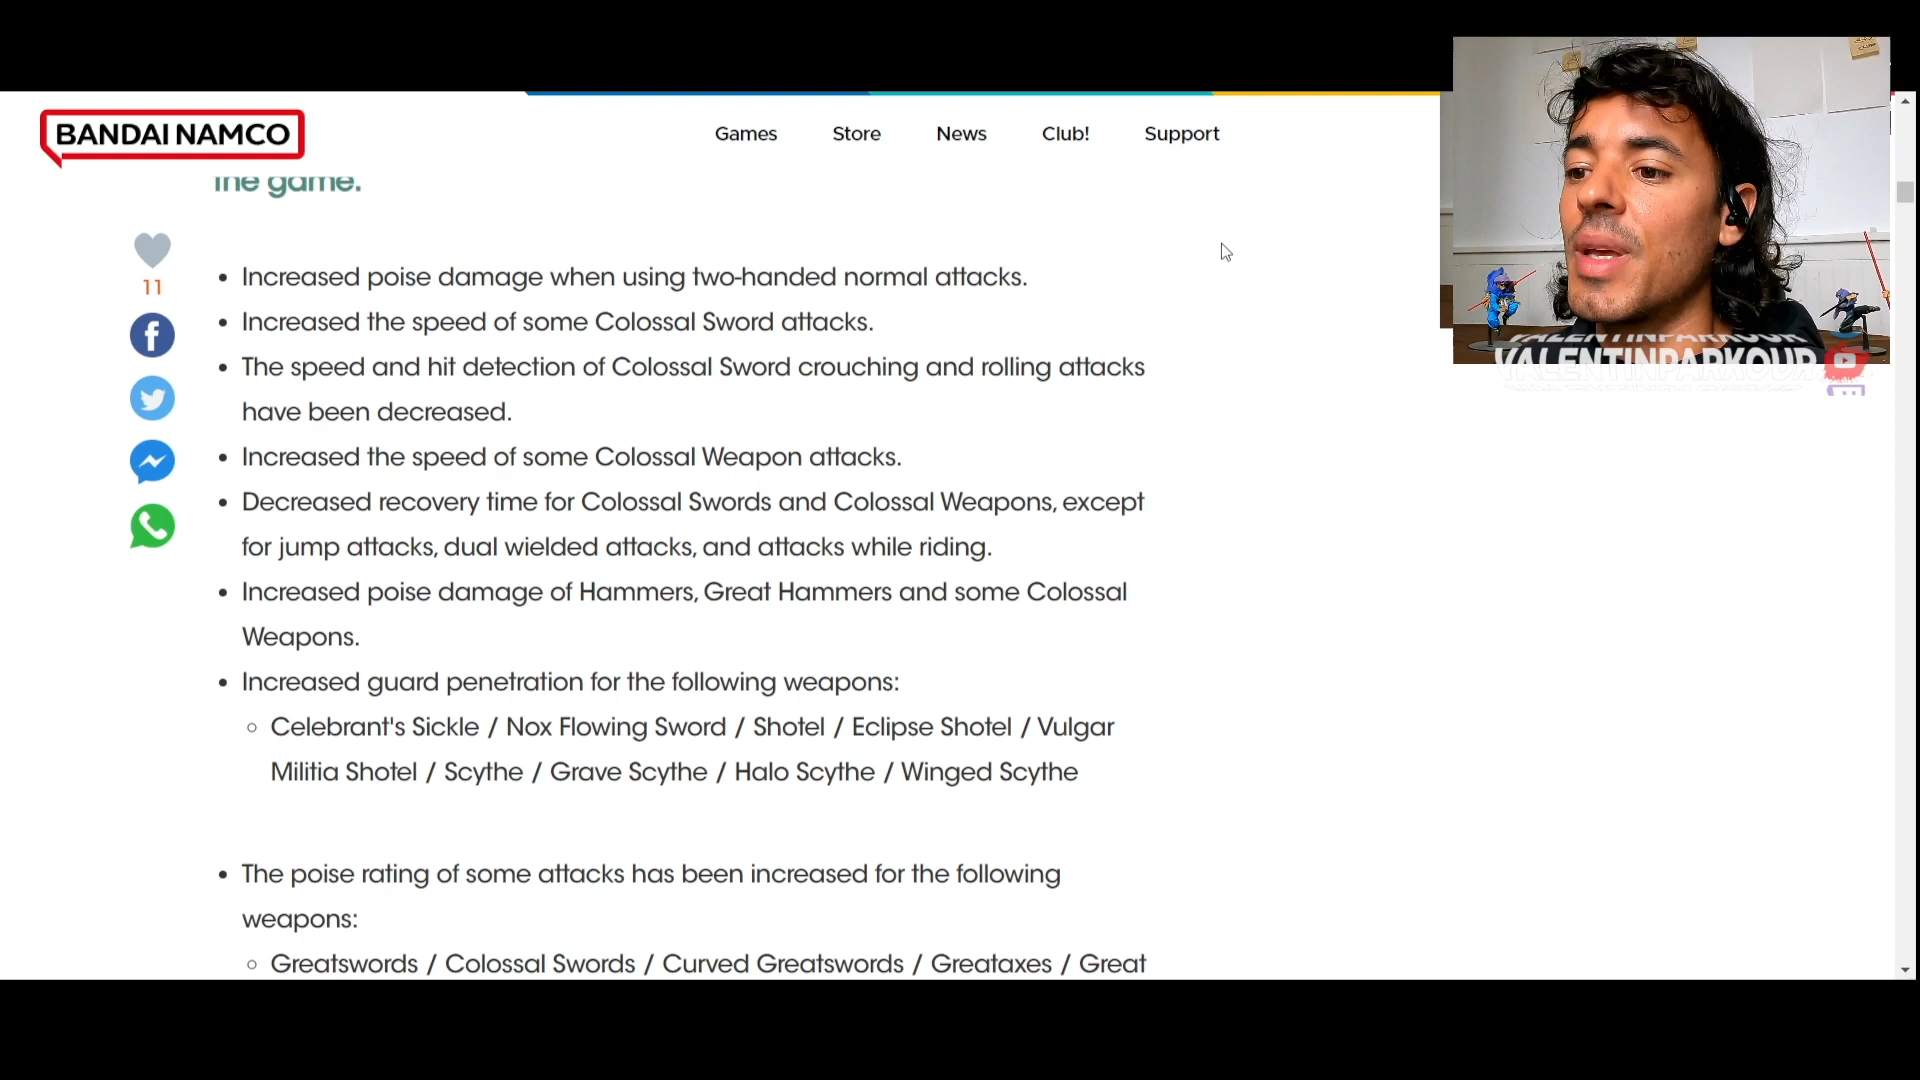 BANDAI NAMCO
Games
Store
News
Club!
Support
the game.
11
Increased poise damage when using two-handed normal attacks.
Increased the speed of some Colossal Sword attacks.
The speed and hit detection of Colossal Sword crouching and rolling attacks
have been decreased.
Increased the speed of some Colossal Weapon attacks.
Decreased recovery time for Colossal Swords and Colossal Weapons, except
for jump attacks, dual wielded attacks, and attacks while riding.
Increased poise damage of Hammers, Great Hammers and some Colossal
Weapons.
Increased guard penetration for the following weapons:
Celebrant's Sickle / Nox Flowing Sword / Shotel / Eclipse Shotel / Vulgar
Militia Shotel / Scythe / Grave Scythe / Halo Scythe / Winged Scythe
The poise rating of some attacks has been increased for the following
weapons:
Greatswords / Colossal Swords / Curved Greatswords / Greataxes / Great
VALENTINPARKOUR
VALENTINPARKOUR